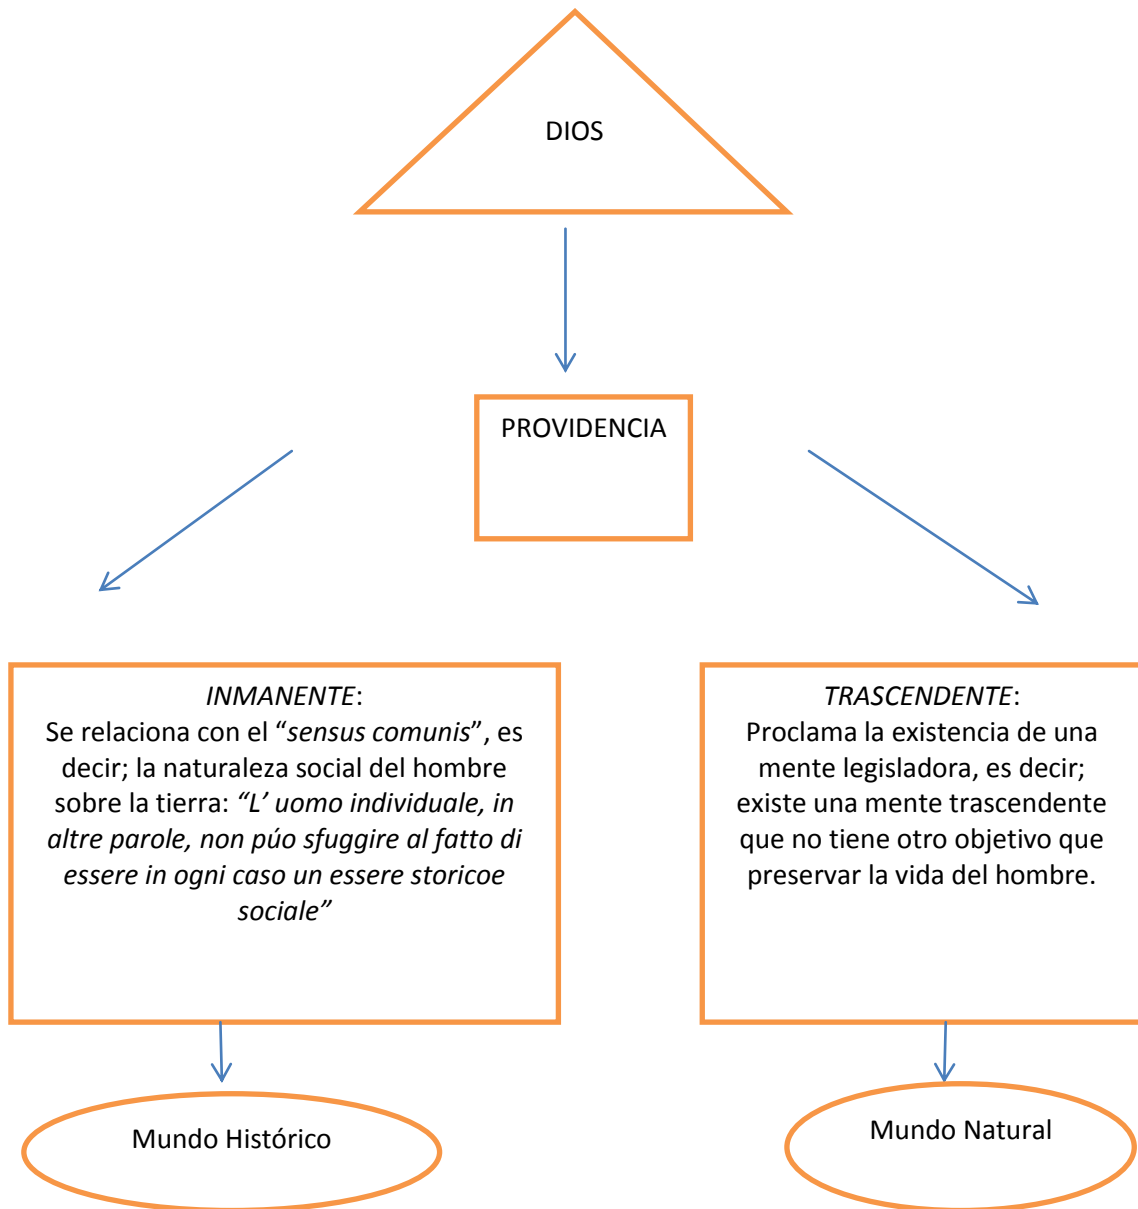 DIOS
PROVIDENCIA
INMANENTE:
Se relaciona con el “sensus comunis”, es
decir; la naturaleza social del hombre
sobre la tierra: “L’ uomo individuale, in
altre parole, non púo sfuggire al fatto di
essere in ogni caso un essere storicoe
sociale”
TRASCENDENTE:
Proclama la existencia de una
mente legisladora, es decir;
existe una mente trascendente
que no tiene otro objetivo que
preservar la vida del hombre.
Mundo Histórico
Mundo Natural